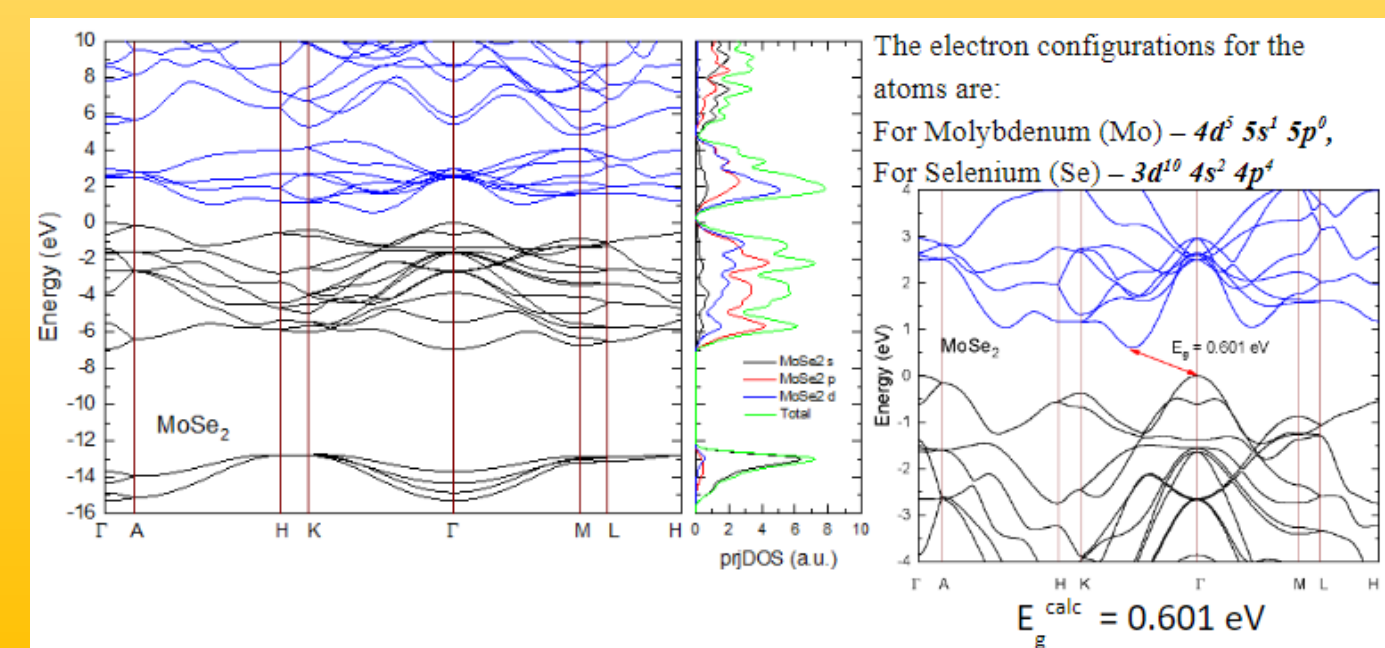 The electron configurations for the
atoms are:
For Molybdenum (Mo) – 4d⁵ 5s¹ 5p⁰,
For Selenium (Se) – 3d¹⁰ 4s² 4p⁴
10
8
6
4
2
0
-2
-4
-6
-8
-10
-12
-14
-16
Energy (eV)
MoSe₂
Γ A H K Γ M L H
MoSe2 s
MoSe2 p
MoSe2 d
Total
0 2 4 6 8 10
prjDOS (a.u.)
4
3
2
1
0
-1
-2
-3
-4
Energy (eV)
MoSe₂
E_g = 0.601 eV
Γ A H K Γ M L H
E_g^calc = 0.601 eV